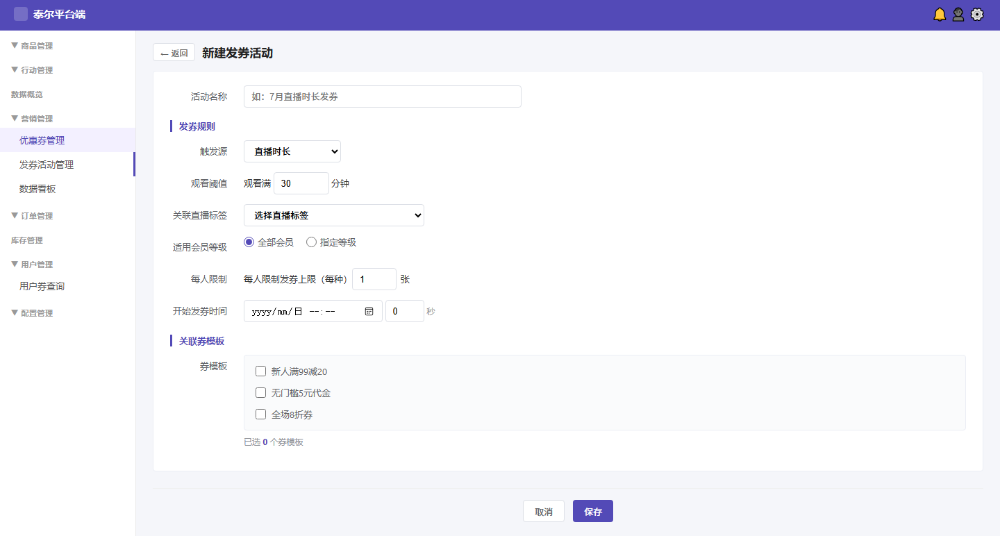 泰尔平台端
▼ 商品管理
▼ 行动管理
数据概览
▼ 营销管理
优惠券管理
发券活动管理
数据看板
▼ 订单管理
库存管理
▼ 用户管理
用户券查询
▼ 配置管理
← 返回 新建发券活动
活动名称 如：7月直播时长发券
发券规则
触发源 直播时长
观看阈值 观看满 30 分钟
关联直播标签 选择直播标签
适用会员等级 全部会员 指定等级
每人限制 每人限制发券上限（每种） 1 张
开始发券时间 yyyy/mm/日 --:-- 0 秒
关联券模板
券模板 新人满99减20
无门槛5元代金
全场8折券
已选 0 个券模板
取消 保存